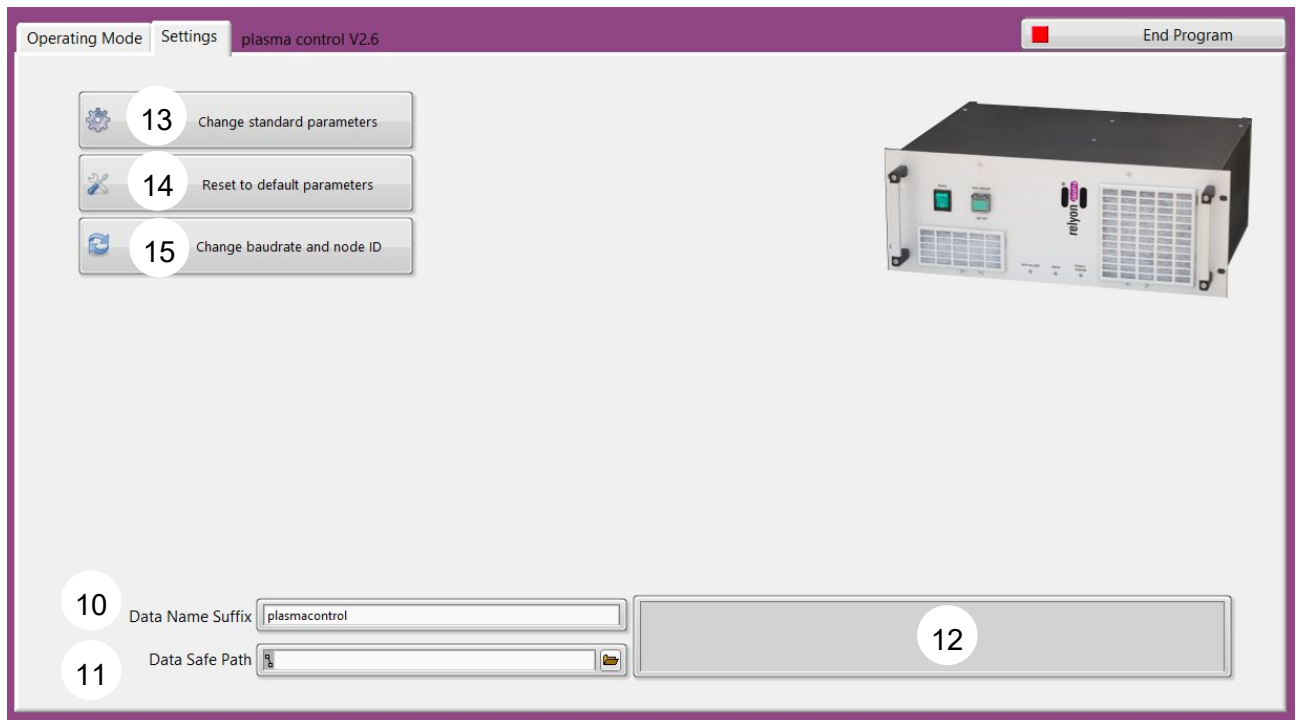 Operating Mode
Settings
plasma control V2.6
End Program
13
Change standard parameters
14
Reset to default parameters
15
Change baudrate and node ID
relyon
10
Data Name Suffix
plasmacontrol
12
11
Data Safe Path